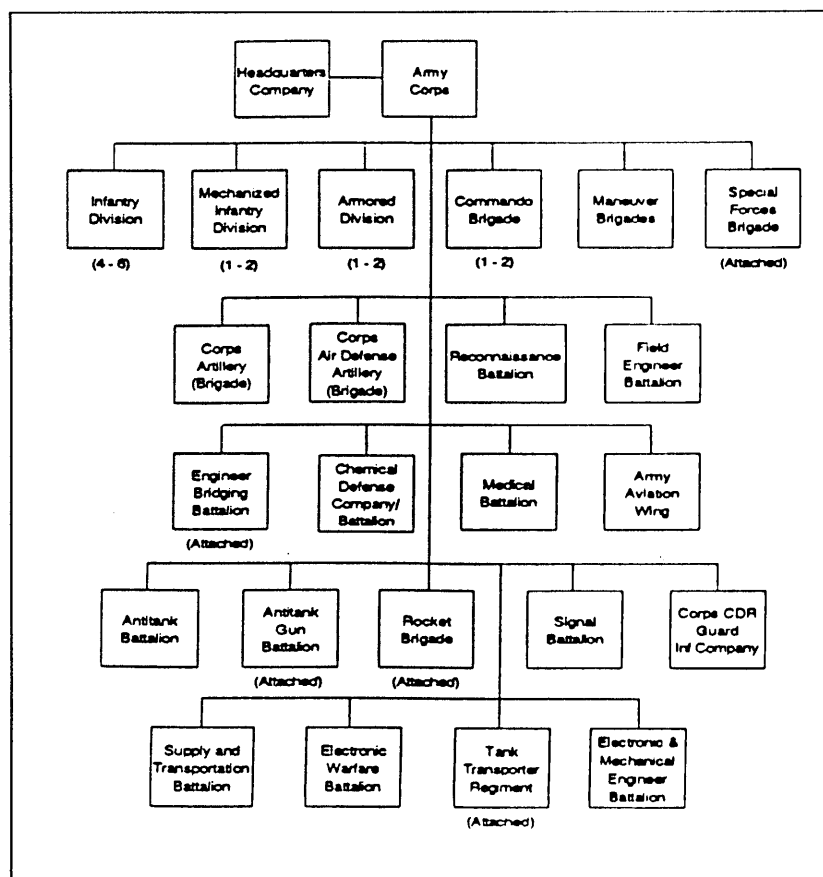 Headquarters
Company
Army
Corps
Infantry
Division
(4 - 6)
Mechanized
Infantry
Division
(1 - 2)
Armored
Division
(1 - 2)
Commando
Brigade
(1 - 2)
Maneuver
Brigades
Special
Forces
Brigade
(Attached)
Corps
Artillery
(Brigade)
Corps
Air Defense
Artillery
(Brigade)
Reconnaissance
Battalion
Field
Engineer
Battalion
Engineer
Bridging
Battalion
(Attached)
Chemical
Defense
Company/
Battalion
Medical
Battalion
Army
Aviation
Wing
Antitank
Battalion
Antitank
Gun
Battalion
(Attached)
Rocket
Brigade
(Attached)
Signal
Battalion
Corps CDR
Guard
Inf Company
Supply and
Transportation
Battalion
Electronic
Warfare
Battalion
Tank
Transporter
Regiment
(Attached)
Electronic &
Mechanical
Engineer
Battalion